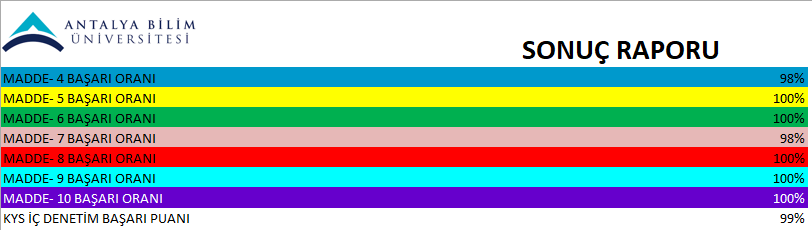 ANTALYA BİLİM
ÜNİVERSİTESİ
SONUÇ RAPORU
MADDE- 4 BAŞARI ORANI 98%
MADDE- 5 BAŞARI ORANI 100%
MADDE- 6 BAŞARI ORANI 100%
MADDE- 7 BAŞARI ORANI 98%
MADDE- 8 BAŞARI ORANI 100%
MADDE- 9 BAŞARI ORANI 100%
MADDE- 10 BAŞARI ORANI 100%
KYS İÇ DENETİM BAŞARI PUANI 99%